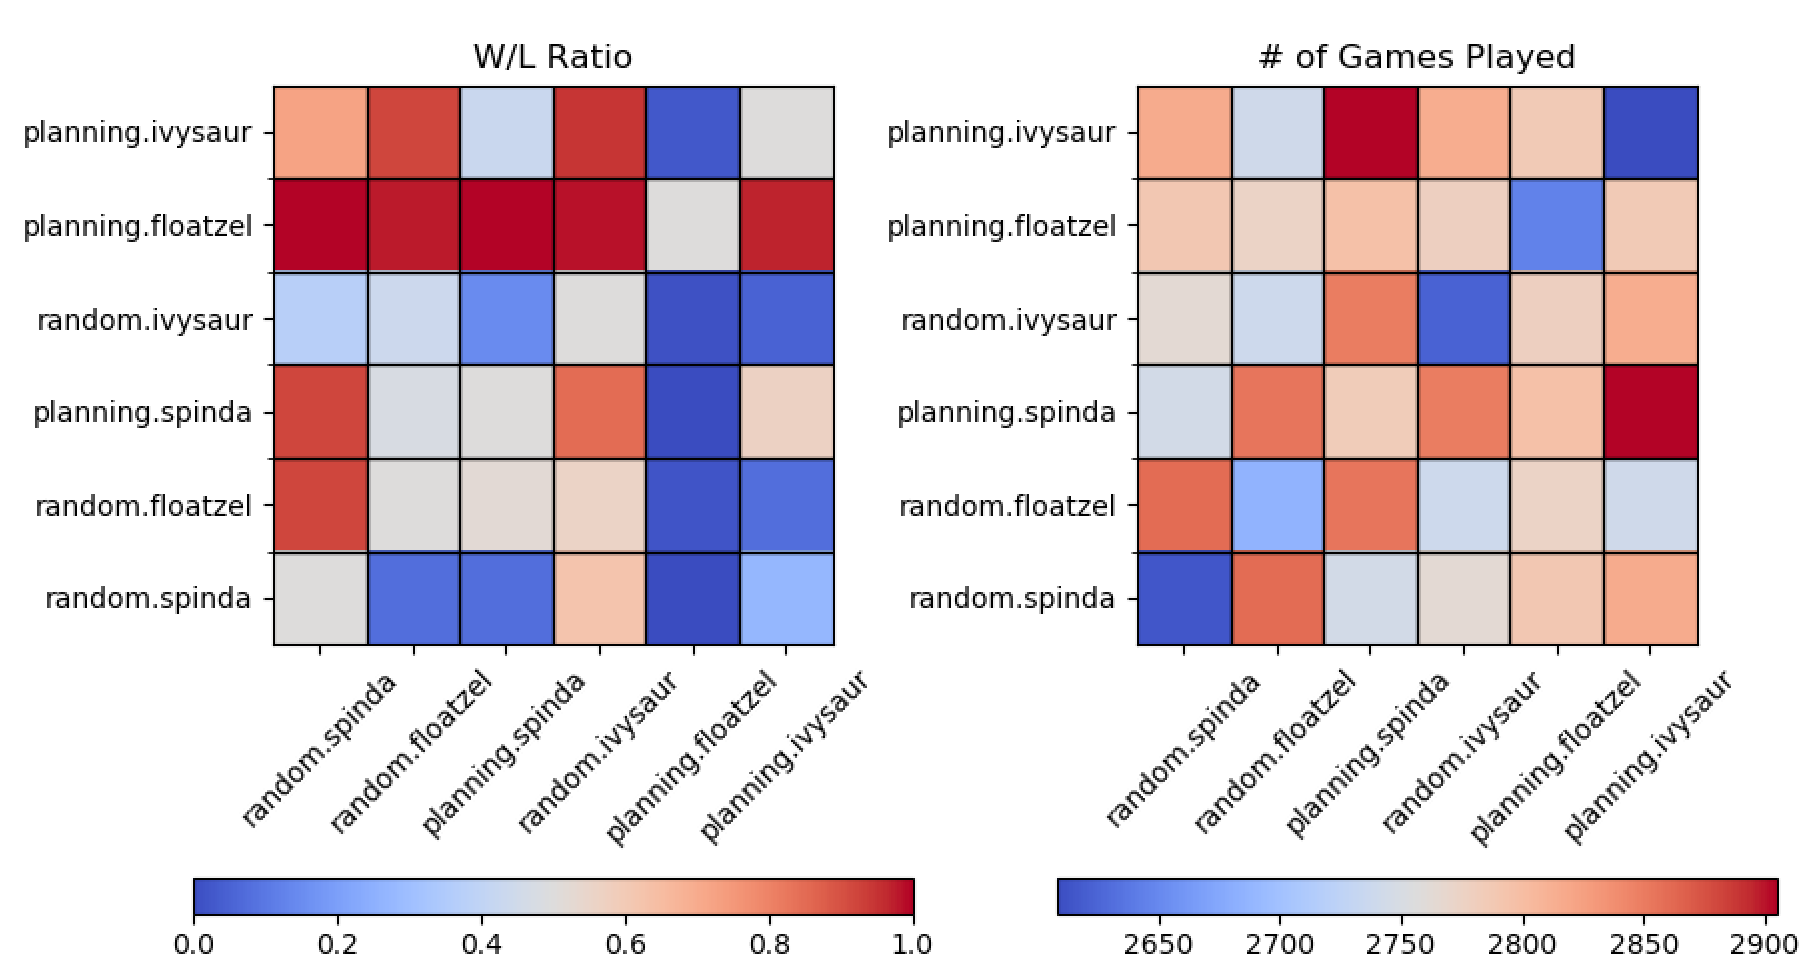 W/L Ratio
planning.ivysaur
planning.floatzel
random.ivysaur
planning.spinda
random.floatzel
random.spinda
random.spinda
random.floatzel
planning.spinda
random.ivysaur
planning.floatzel
planning.ivysaur
0.0 0.2 0.4 0.6 0.8 1.0
# of Games Played
planning.ivysaur
planning.floatzel
random.ivysaur
planning.spinda
random.floatzel
random.spinda
random.spinda
random.floatzel
planning.spinda
random.ivysaur
planning.floatzel
planning.ivysaur
2650 2700 2750 2800 2850 2900